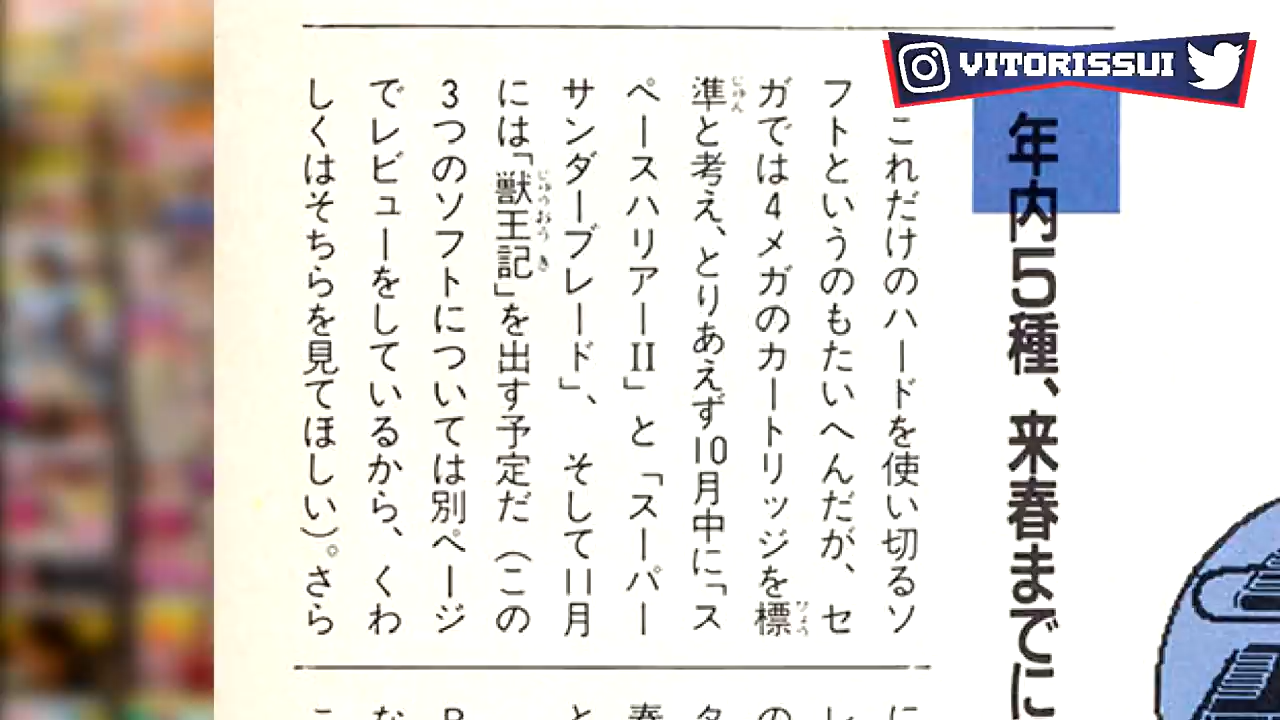 VITORISSUI
年内5種、来春までに
これだけのハードを使い切るソ
フトというのもたいへんだが、セ
ガでは4メガのカートリッジを標
準と考え、とりあえず10月中に「ス
ペースハリアーII」と「スーパー
サンダーブレード」、そして11月
には「獣王記」を出す予定だ（この
3つのソフトについては別ページ
でレビューをしているから、くわ
しくはそちらを見てほしい）。さら